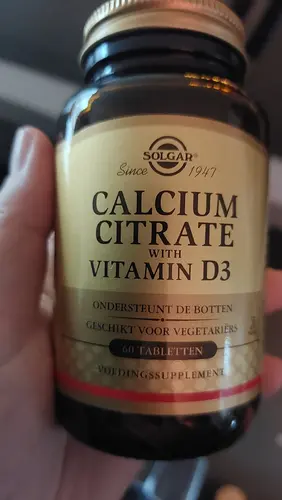 SOLGAR®
Since 1947
CALCIUM
CITRATE
WITH
VITAMIN D3
ONDERSTEUNT DE BOTTEN
GESCHIKT VOOR VEGETARIËRS
60 TABLETTEN
VOEDINGSSUPPLEMENT